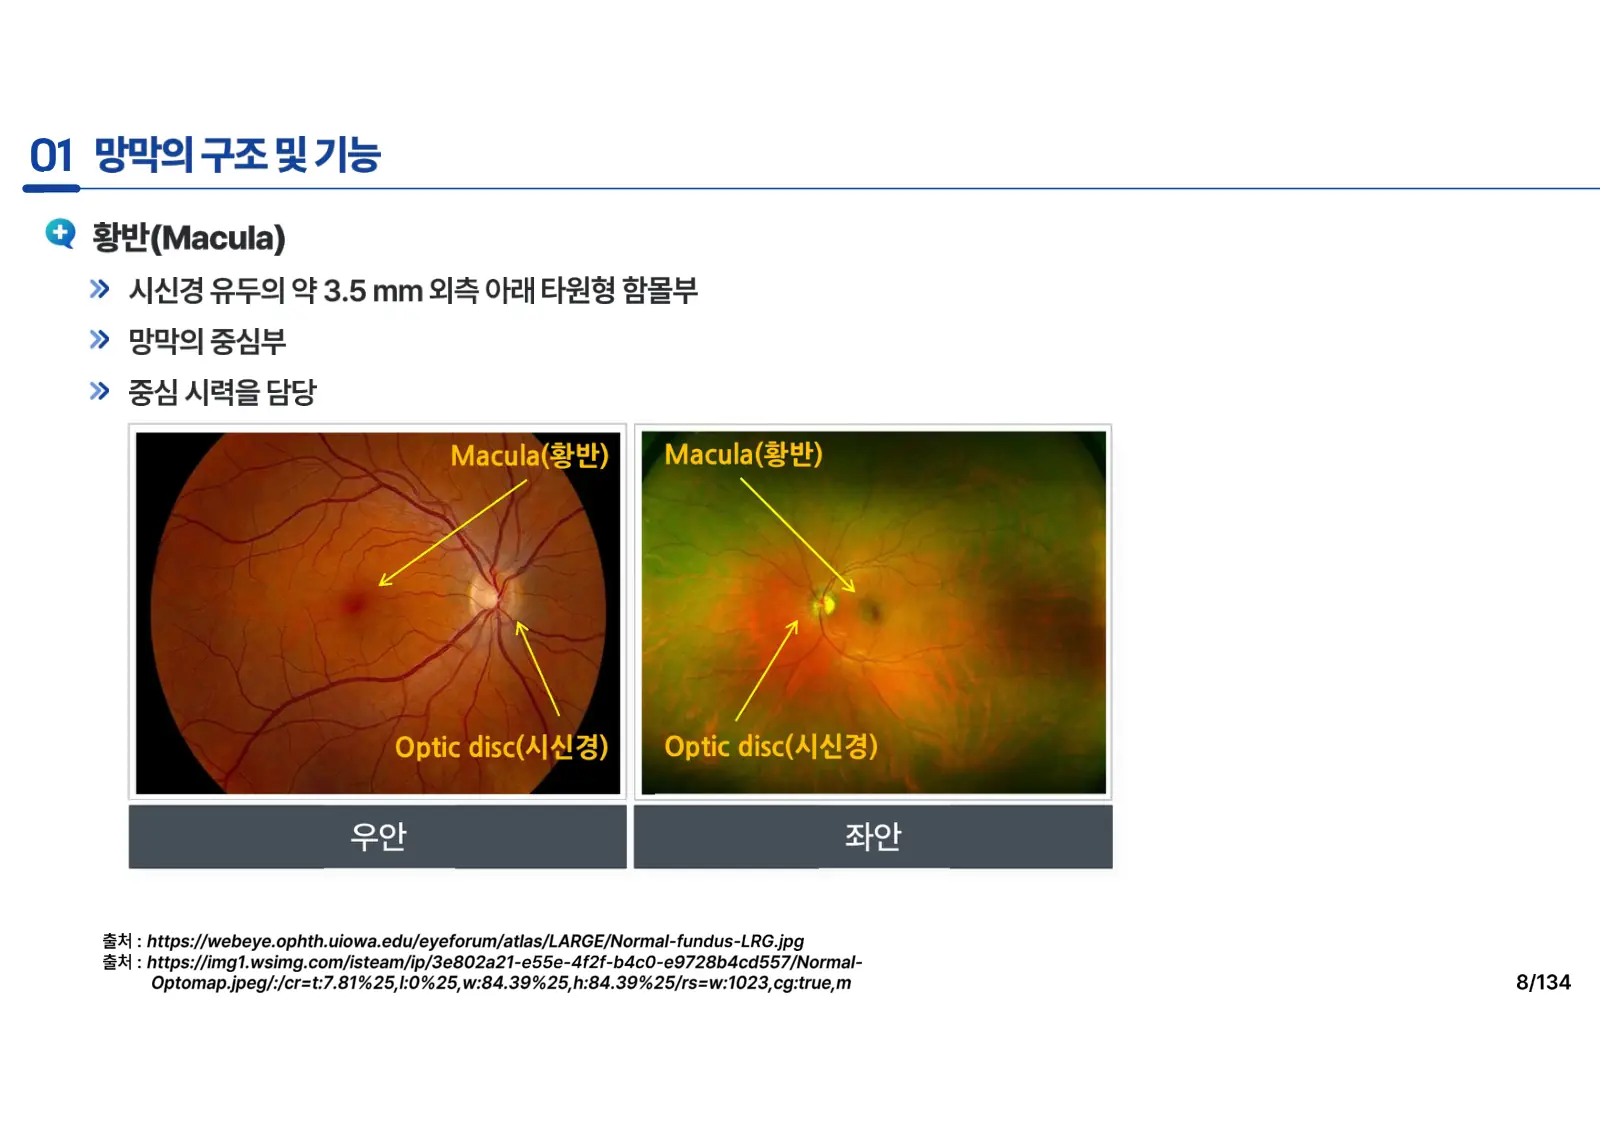 01 망막의 구조 및 기능
황반(Macula)
시신경 유두의 약 3.5 mm 외측 아래 타원형 함몰부
망막의 중심부
중심 시력을 담당
Macula(황반)
Optic disc(시신경)
우안
Macula(황반)
Optic disc(시신경)
좌안
출처 : https://webeye.ophth.uiowa.edu/eyeforum/atlas/LARGE/Normal-fundus-LRG.jpg
출처 : https://img1.wsimg.com/isteam/ip/3e802a21-e55e-4f2f-b4c0-e9728b4cd557/Normal-
Optomap.jpeg/:/cr=t:7.81%25,l:0%25,w:84.39%25,h:84.39%25/rs=w:1023,cg:true,m
8/134